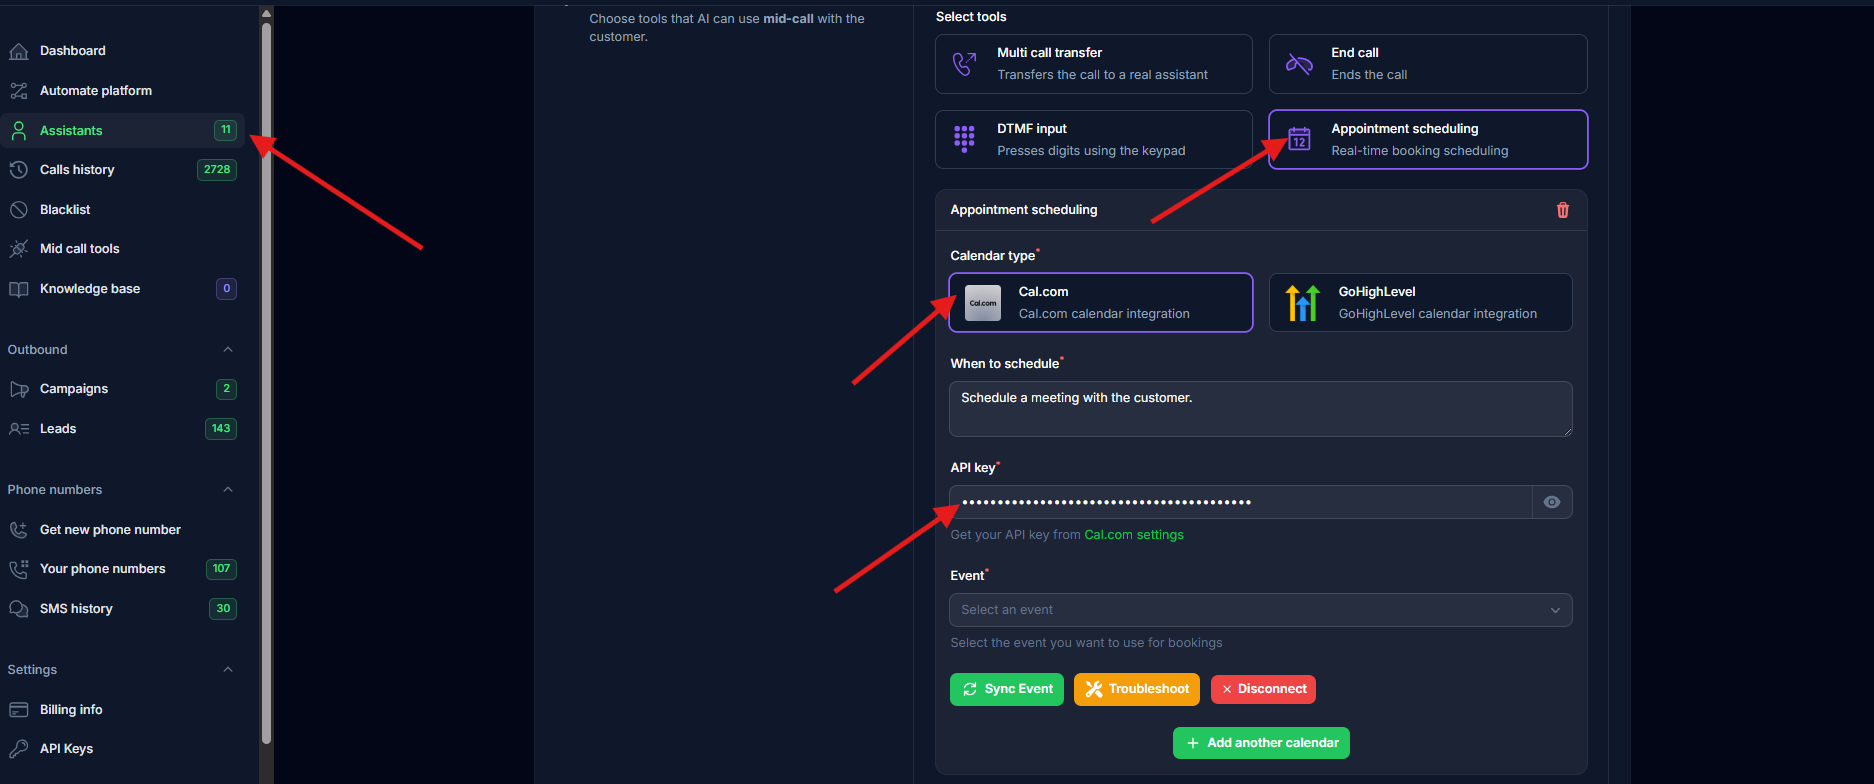 Choose tools that AI can use mid-call with the
customer.
Dashboard
Automate platform
Assistants
11
Calls history
2728
Blacklist
Mid call tools
Knowledge base
0
Outbound
Campaigns
2
Leads
143
Phone numbers
Get new phone number
Your phone numbers
107
SMS history
30
Settings
Billing info
API Keys
Select tools
Multi call transfer
Transfers the call to a real assistant
End call
Ends the call
DTMF input
Presses digits using the keypad
12
Appointment scheduling
Real-time booking scheduling
Appointment scheduling
Calendar type*
Cal.com
Cal.com
Cal.com calendar integration
GoHighLevel
GoHighLevel calendar integration
When to schedule*
Schedule a meeting with the customer.
API key*
Get your API key from Cal.com settings
Event*
Select an event
Select the event you want to use for bookings
Sync Event
Troubleshoot
Disconnect
Add another calendar